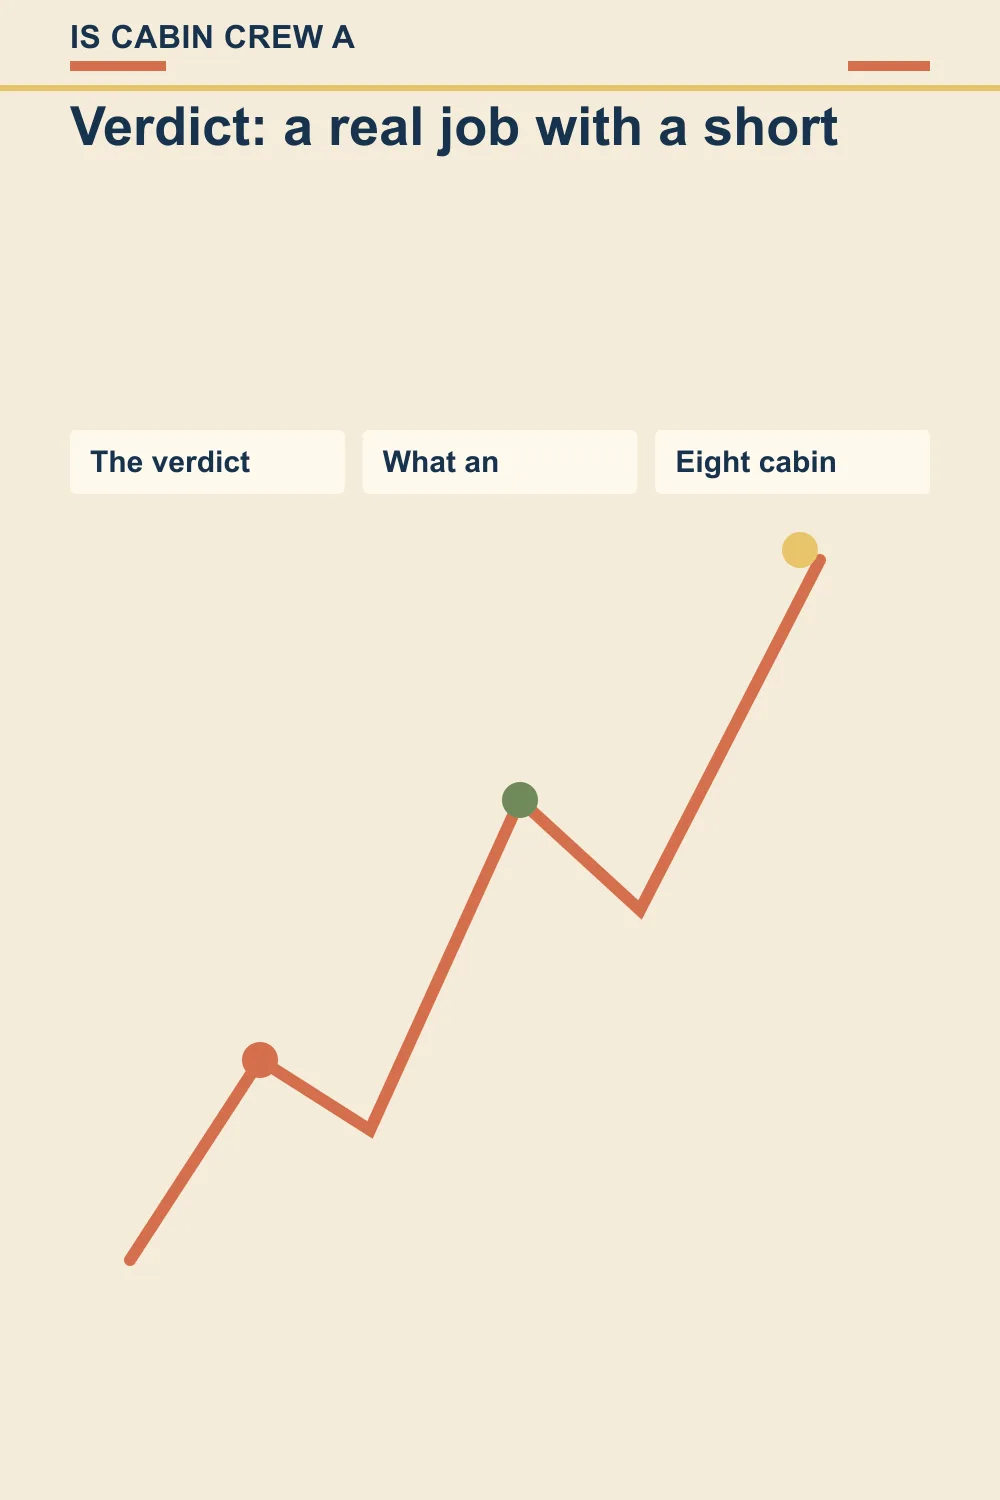 IS CABIN CREW A
Verdict: a real job with a short
The verdict
What an
Eight cabin